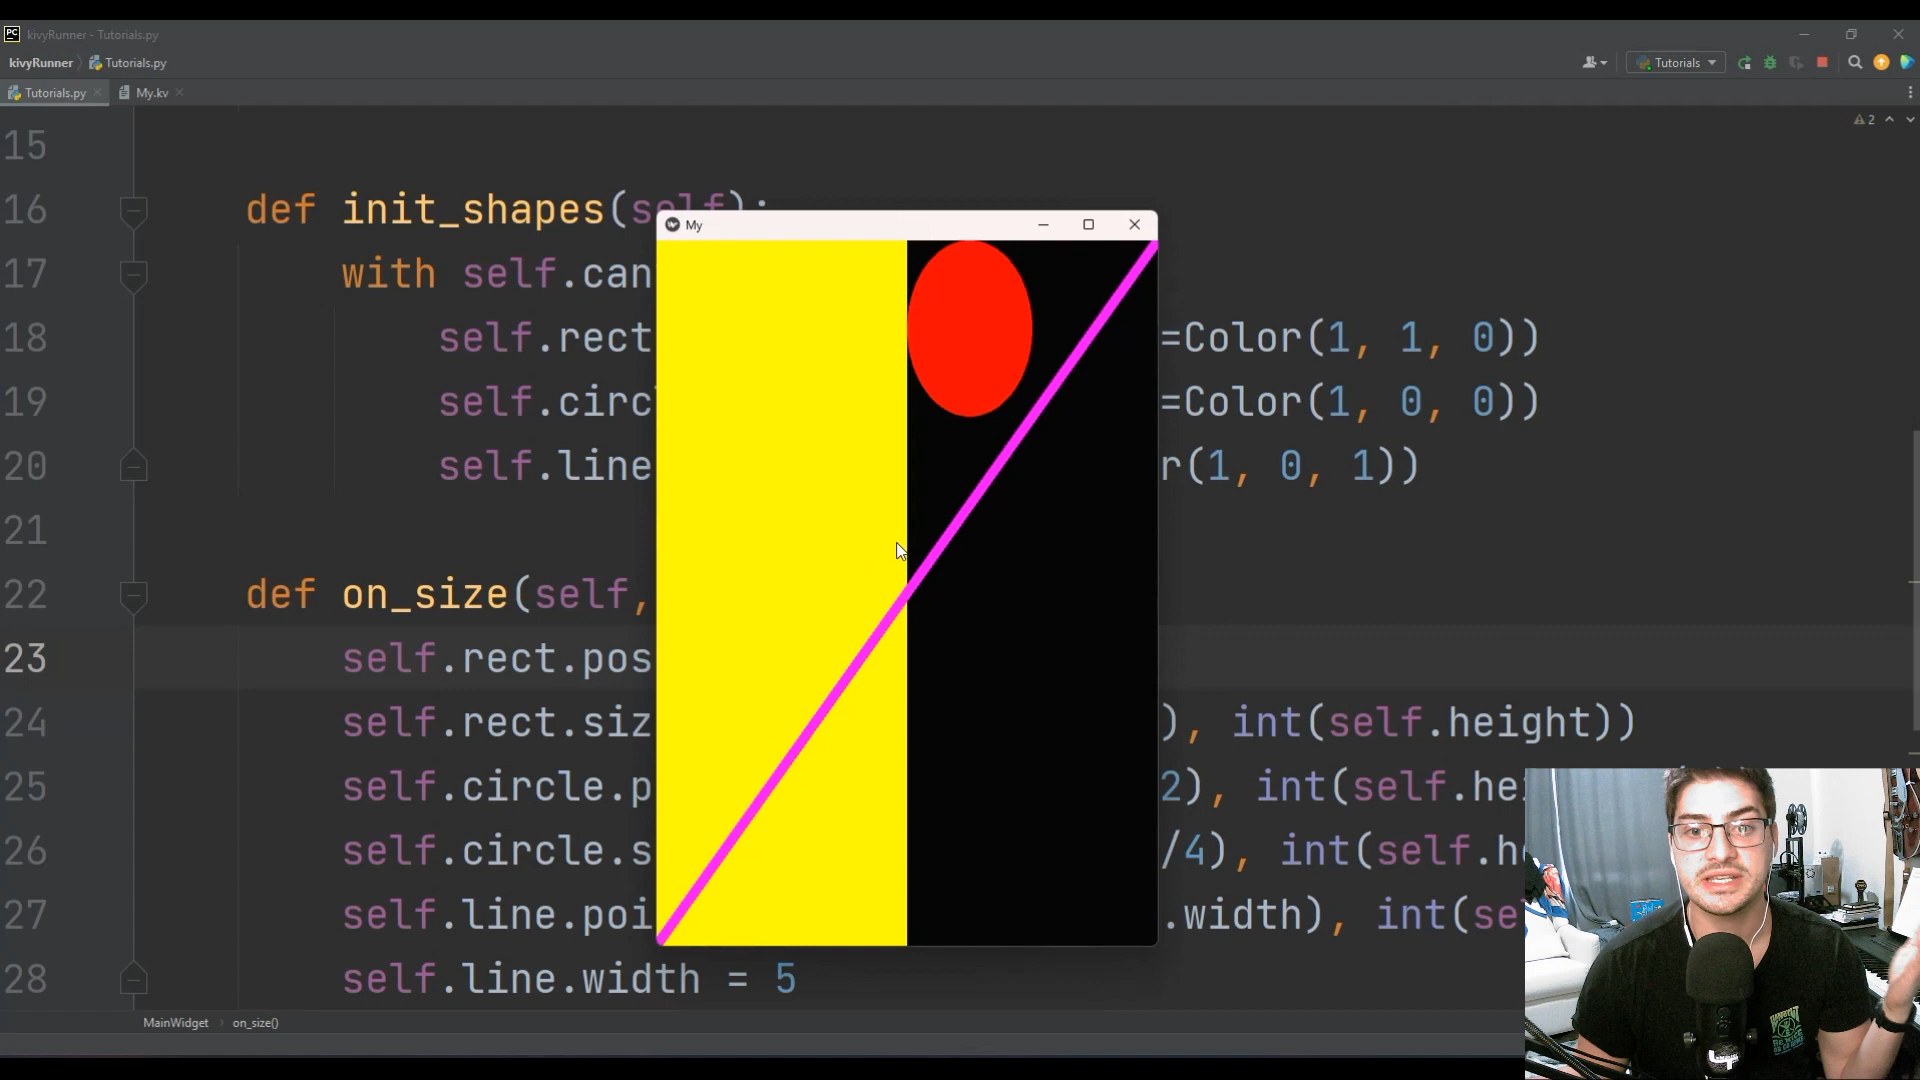 PC kivyRunner - Tutorials.py
kivyRunner Tutorials.py
Tutorials
Tutorials.py My.kv
2
15
16 def init_shapes(self):
17 with self.can
18 self.rect =Color(1, 1, 0))
19 self.circ =Color(1, 0, 0))
20 self.line r(1, 0, 1))
21
22 def on_size(self,
23 self.rect.pos
24 self.rect.siz ), int(self.height))
25 self.circle.p 2), int(self.hei
26 self.circle.s /4), int(self.he
27 self.line.poi .width), int(se
28 self.line.width = 5
My
MainWidget on_size()